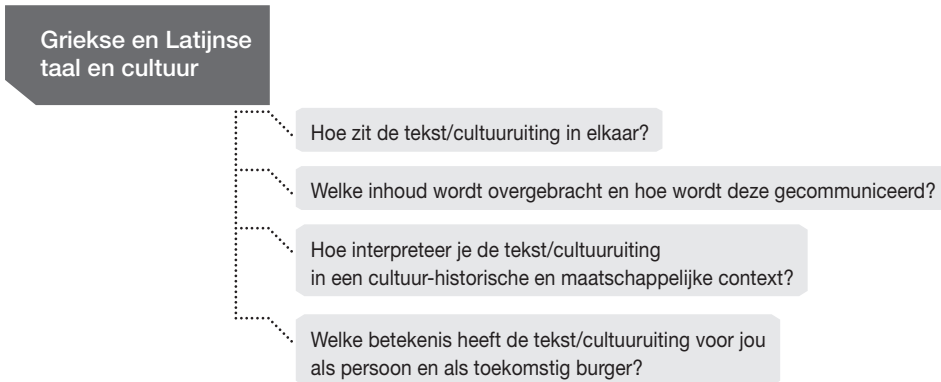 Griekse en Latijnse
taal en cultuur
Hoe zit de tekst/cultuuruiting in elkaar?
Welke inhoud wordt overgebracht en hoe wordt deze gecommuniceerd?
Hoe interpreteer je de tekst/cultuuruiting
in een cultuur-historische en maatschappelijke context?
Welke betekenis heeft de tekst/cultuuruiting voor jou
als persoon en als toekomstig burger?